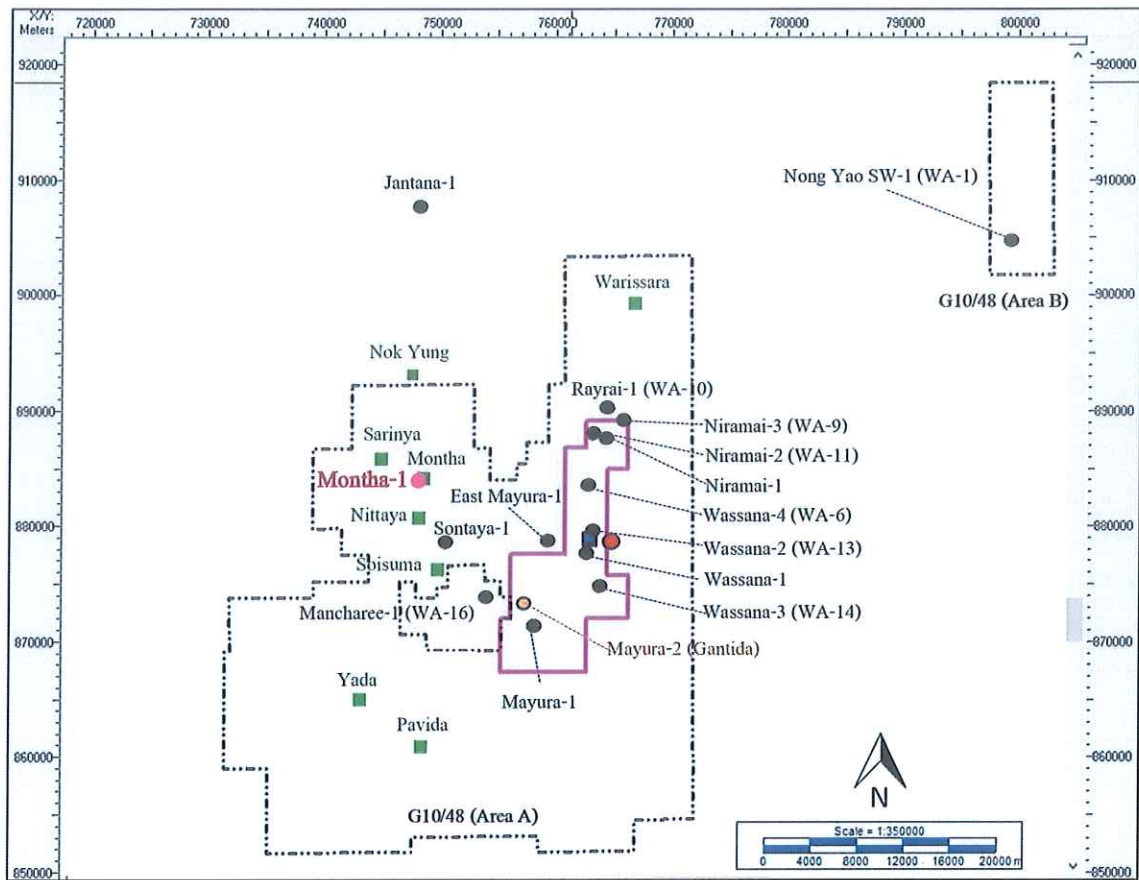 X/Y:
Meters
720000 730000 740000 750000 760000 770000 780000 790000 800000
920000 920000
910000 910000
900000 900000
890000 890000
880000 880000
870000 870000
860000 860000
850000 850000
Jantana-1
Nong Yao SW-1 (WA-1)
G10/48 (Area B)
Warissara
Nok Yung
Rayrai-1 (WA-10)
Niramai-3 (WA-9)
Sarinya
Montha
Niramai-2 (WA-11)
Montha-1
Niramai-1
East Mayura-1
Wassana-4 (WA-6)
Nittaya
Sontaya-1
Wassana-2 (WA-13)
Soisuma
Wassana-1
Mancharee-1 (WA-16)
Wassana-3 (WA-14)
Mayura-2 (Gantida)
Yada
Mayura-1
Pavida
G10/48 (Area A)
N
Scale = 1:350000
0 4000 8000 12000 16000 20000 m